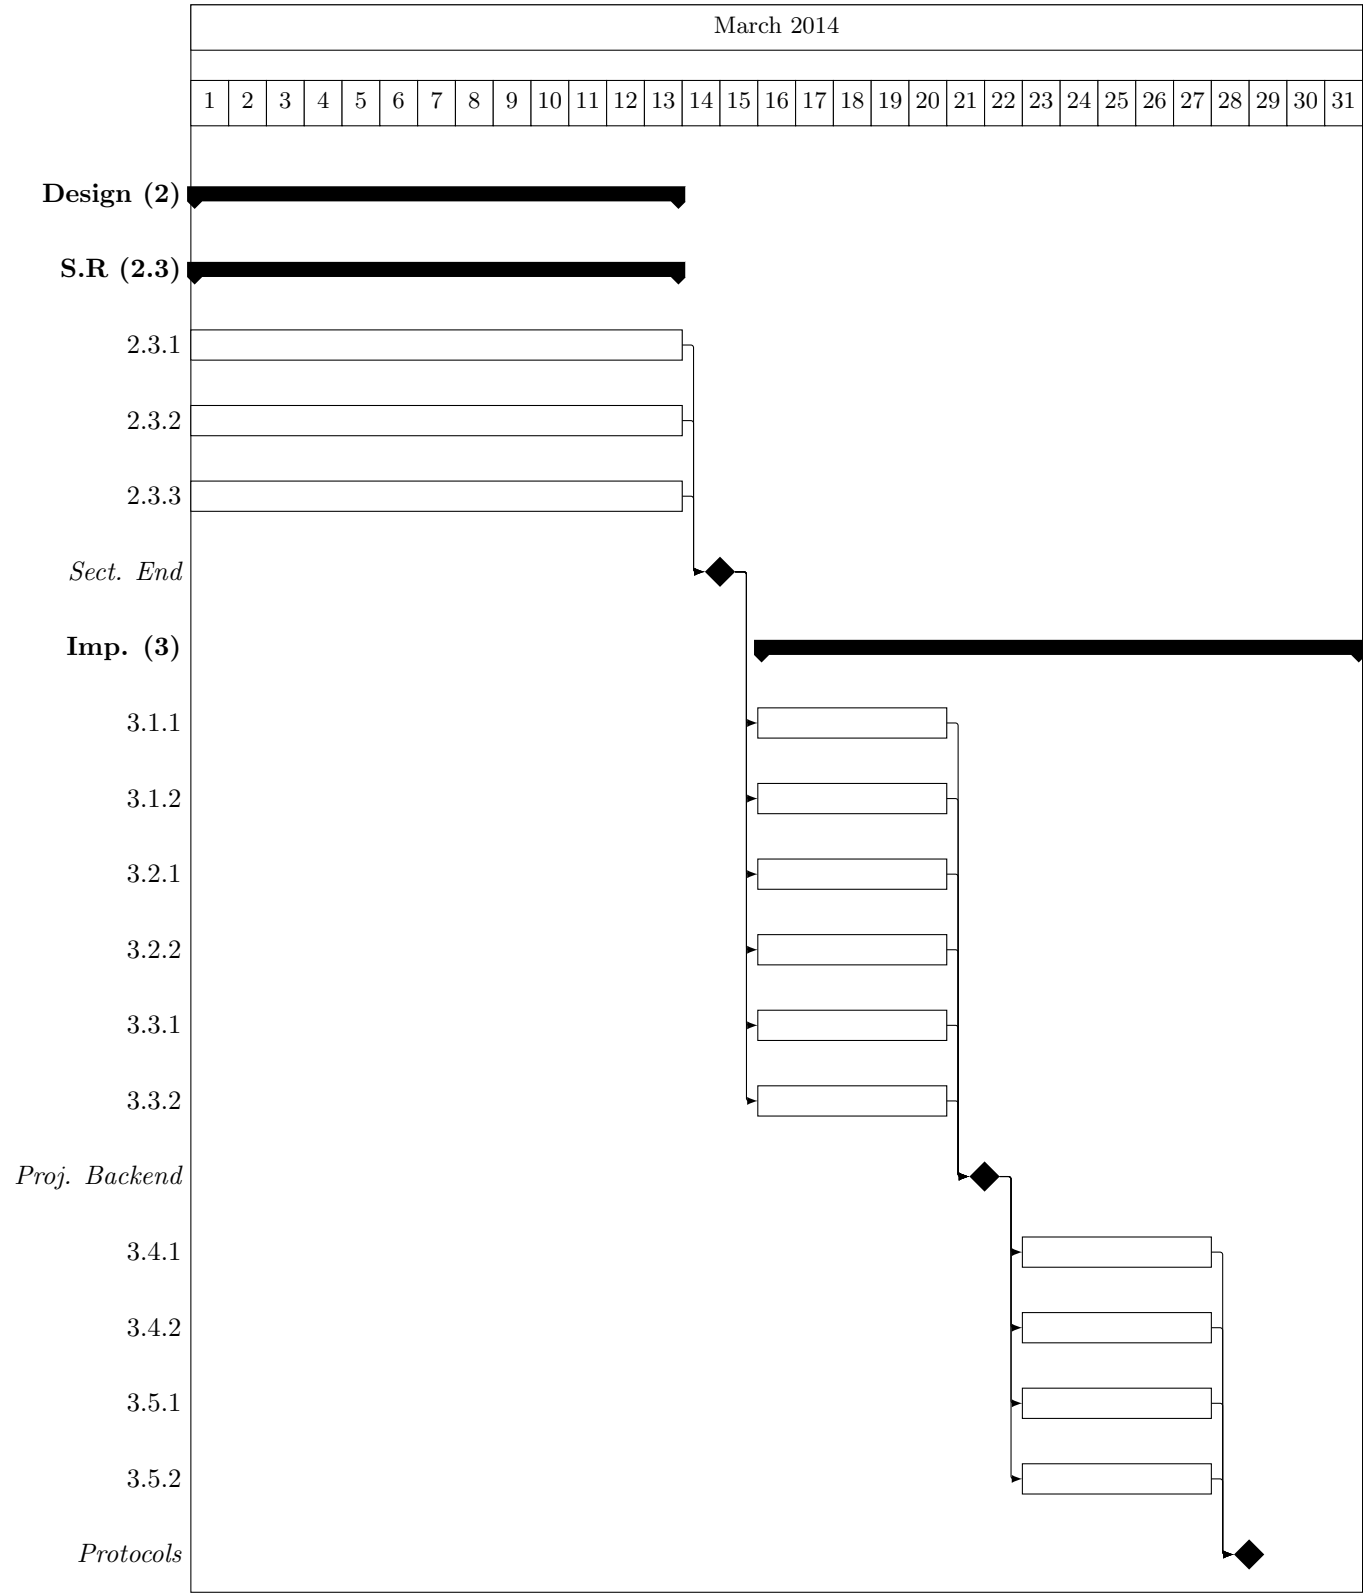 March 2014
1 2 3 4 5 6 7 8 9 10 11 12 13 14 15 16 17 18 19 20 21 22 23 24 25 26 27 28 29 30 31
Design (2)
S.R (2.3)
2.3.1
2.3.2
2.3.3
Sect. End
Imp. (3)
3.1.1
3.1.2
3.2.1
3.2.2
3.3.1
3.3.2
Proj. Backend
3.4.1
3.4.2
3.5.1
3.5.2
Protocols